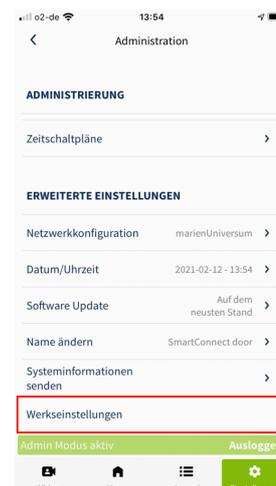 o2-de 13:54
Administration
ADMINISTRIERUNG
Zeitschaltpläne
ERWEITERTE EINSTELLUNGEN
Netzwerkkonfiguration marienUniversum
Datum/Uhrzeit 2021-02-12 - 13:54
Software Update Auf dem
neusten Stand
Name ändern SmartConnect door
Systeminformationen
senden
Werkseinstellungen
Admin Modus aktiv Auslogge